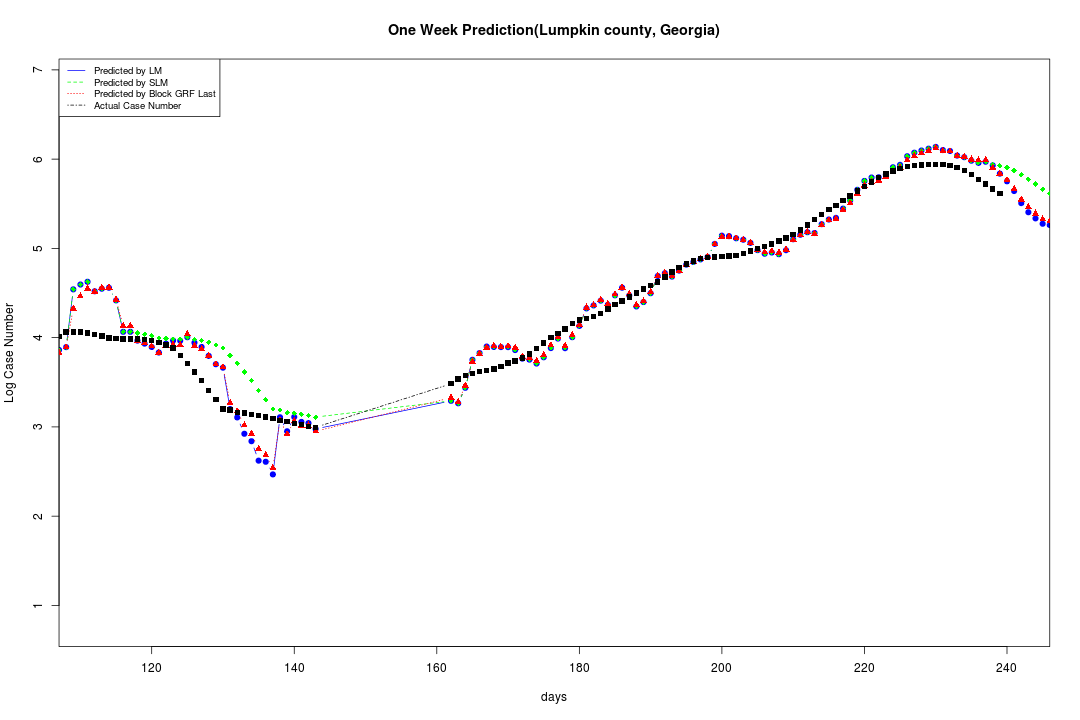 One Week Prediction(Lumpkin county, Georgia)
Predicted by LM
Predicted by SLM
Predicted by Block GRF Last
Actual Case Number
Log Case Number
7
6
5
4
3
2
1
120 140 160 180 200 220 240
days